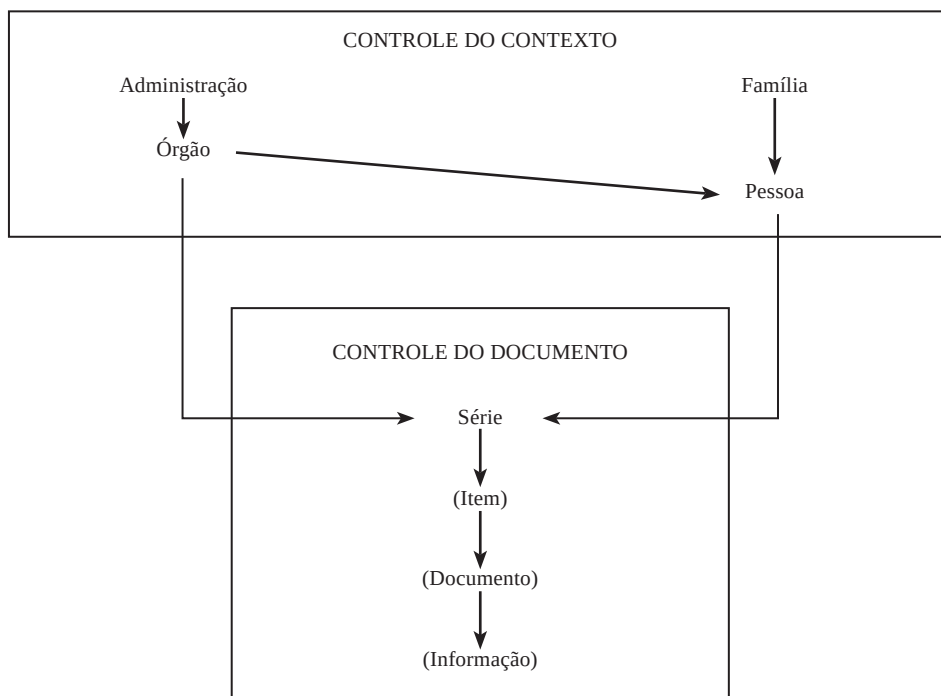 CONTROLE DO CONTEXTO
Administração
Família
Órgão
Pessoa
CONTROLE DO DOCUMENTO
Série
(Item)
(Documento)
(Informação)